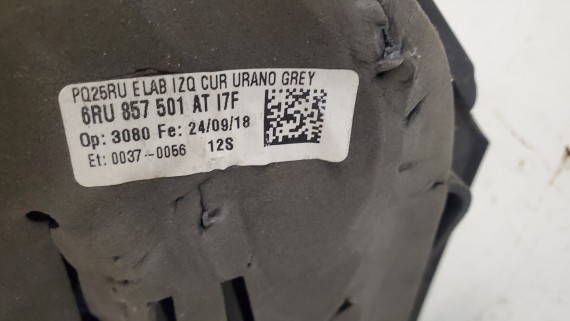 PQ25RU ELAB IZQ CUR URANO GREY
6RU 857 501 AT I7F
Op: 3080 Fe: 24/09/18
Et: 0037--0056 12S